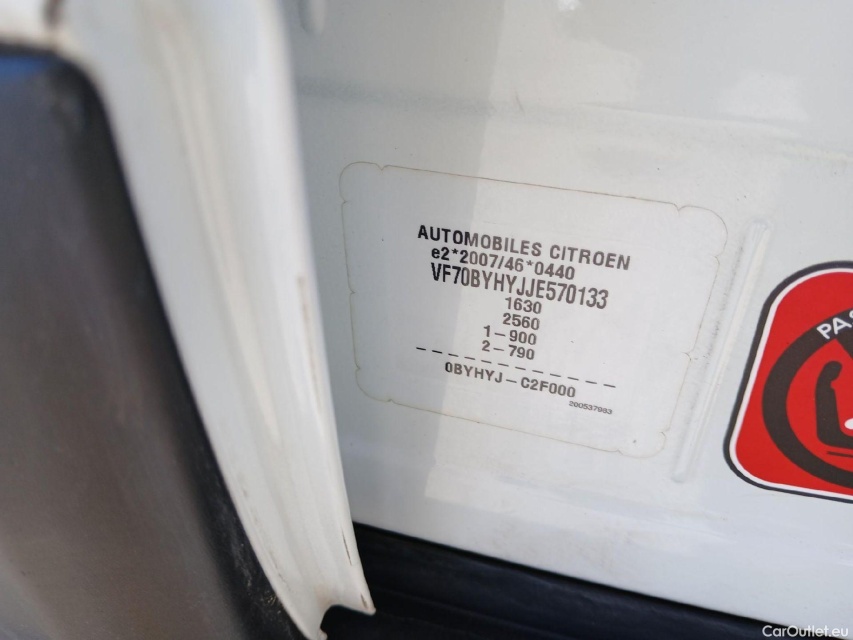 AUTOMOBILES CITROEN
e2*2007/46*0440
VF70BYHYJJE570133
1630
2560
1-900
2-790
0BYHYJ-C2F000
200537983
CarOutlet.eu